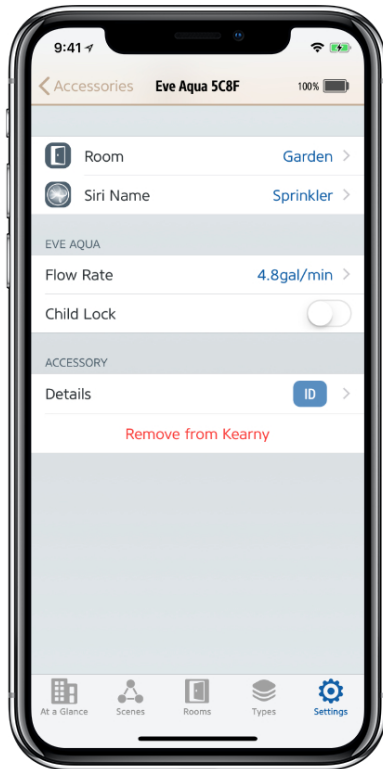 9:41
Accessories Eve Aqua 5C8F 100%
Room Garden
Siri Name Sprinkler
EVE AQUA
Flow Rate 4.8gal/min
Child Lock
ACCESSORY
Details ID
Remove from Kearny
At a Glance Scenes Rooms Types Settings